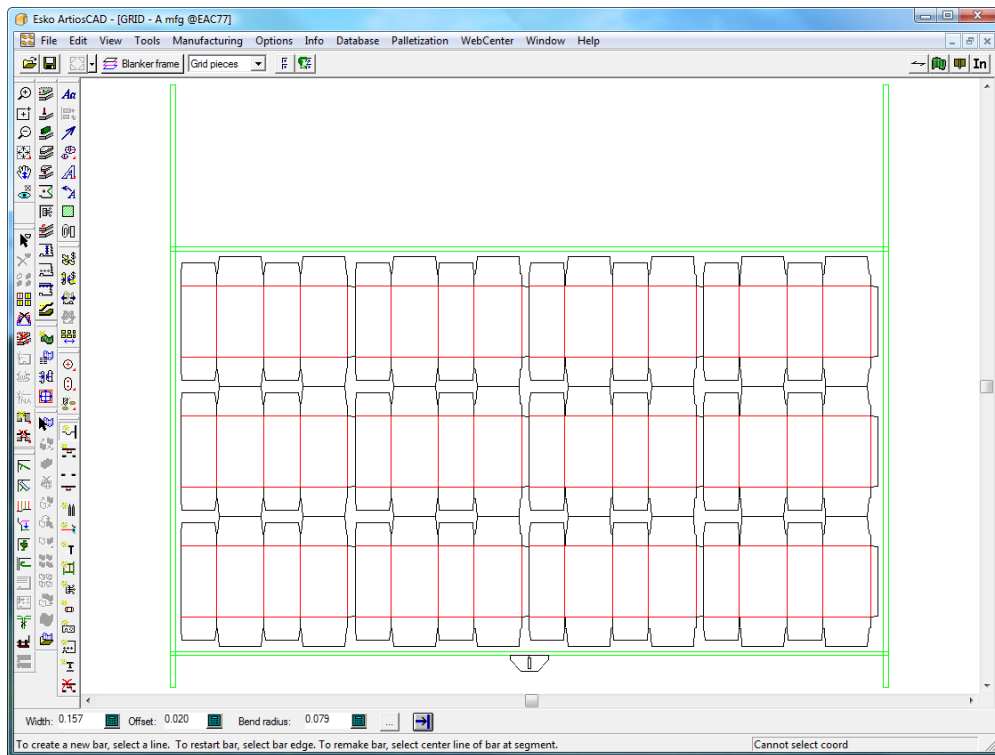 Esko ArtiosCAD - [GRID - A mfg @EAC77]
File Edit View Tools Manufacturing Options Info Database Palletization WebCenter Window Help
Blanker frame Grid pieces In
Width: 0.157 Offset: 0.020 Bend radius: 0.079 ...
To create a new bar, select a line. To restart bar, select bar edge. To remake bar, select center line of bar at segment. Cannot select coord